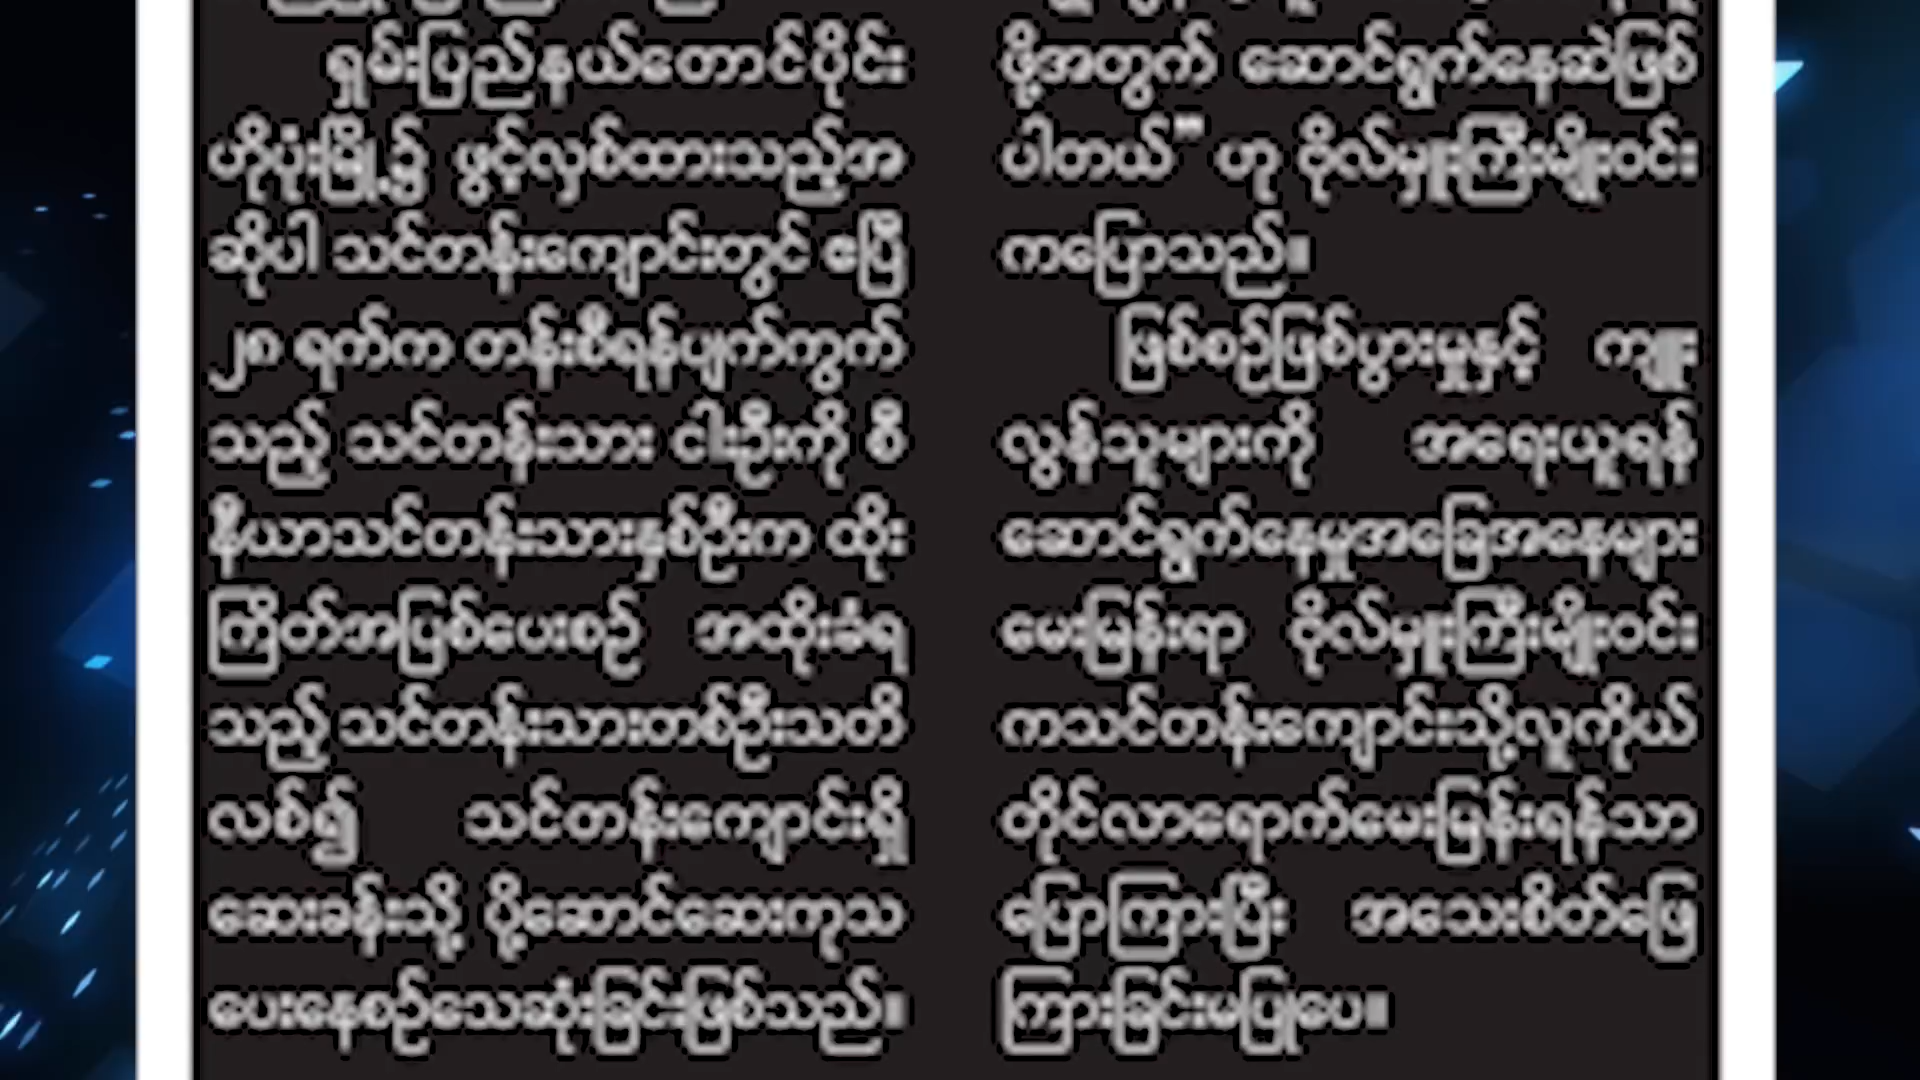 ရှမ်းပြည်နယ်တောင်ပိုင်း
ဟိုပုံးမြို့၌ ဖွင့်လှစ်ထားသည့်အ
ဆိုပါ သင်တန်းကျောင်းတွင် ဧပြီ
၂၈ ရက်က တန်းစီရန်ပျက်ကွက်
သည့် သင်တန်းသား ငါးဦးကို စီ
နီယာသင်တန်းသားနှစ်ဦးက ထိုး
ကြိတ်အပြစ်ပေးစဉ် အထိုးခံရ
သည့် သင်တန်းသားတစ်ဦးသတိ
လစ်၍ သင်တန်းကျောင်းရှိ
ဆေးခန်းသို့ ပို့ဆောင်ဆေးကုသ
ပေးနေစဉ်သေဆုံးခြင်းဖြစ်သည်။
ဖို့အတွက် ဆောင်ရွက်နေဆဲဖြစ်
ပါတယ်" ဟု ဗိုလ်မှူးကြီးမျိုးဝင်း
ကပြောသည်။
ဖြစ်စဉ်ဖြစ်ပွားမှုနှင့် ကျူး
လွန်သူများကို အရေးယူရန်
ဆောင်ရွက်နေမှုအခြေအနေများ
မေးမြန်းရာ ဗိုလ်မှူးကြီးမျိုးဝင်း
ကသင်တန်းကျောင်းသို့လူကိုယ်
တိုင်လာရောက်မေးမြန်းရန်သာ
ပြောကြားပြီး အသေးစိတ်ဖြေ
ကြားခြင်းမပြုပေ။